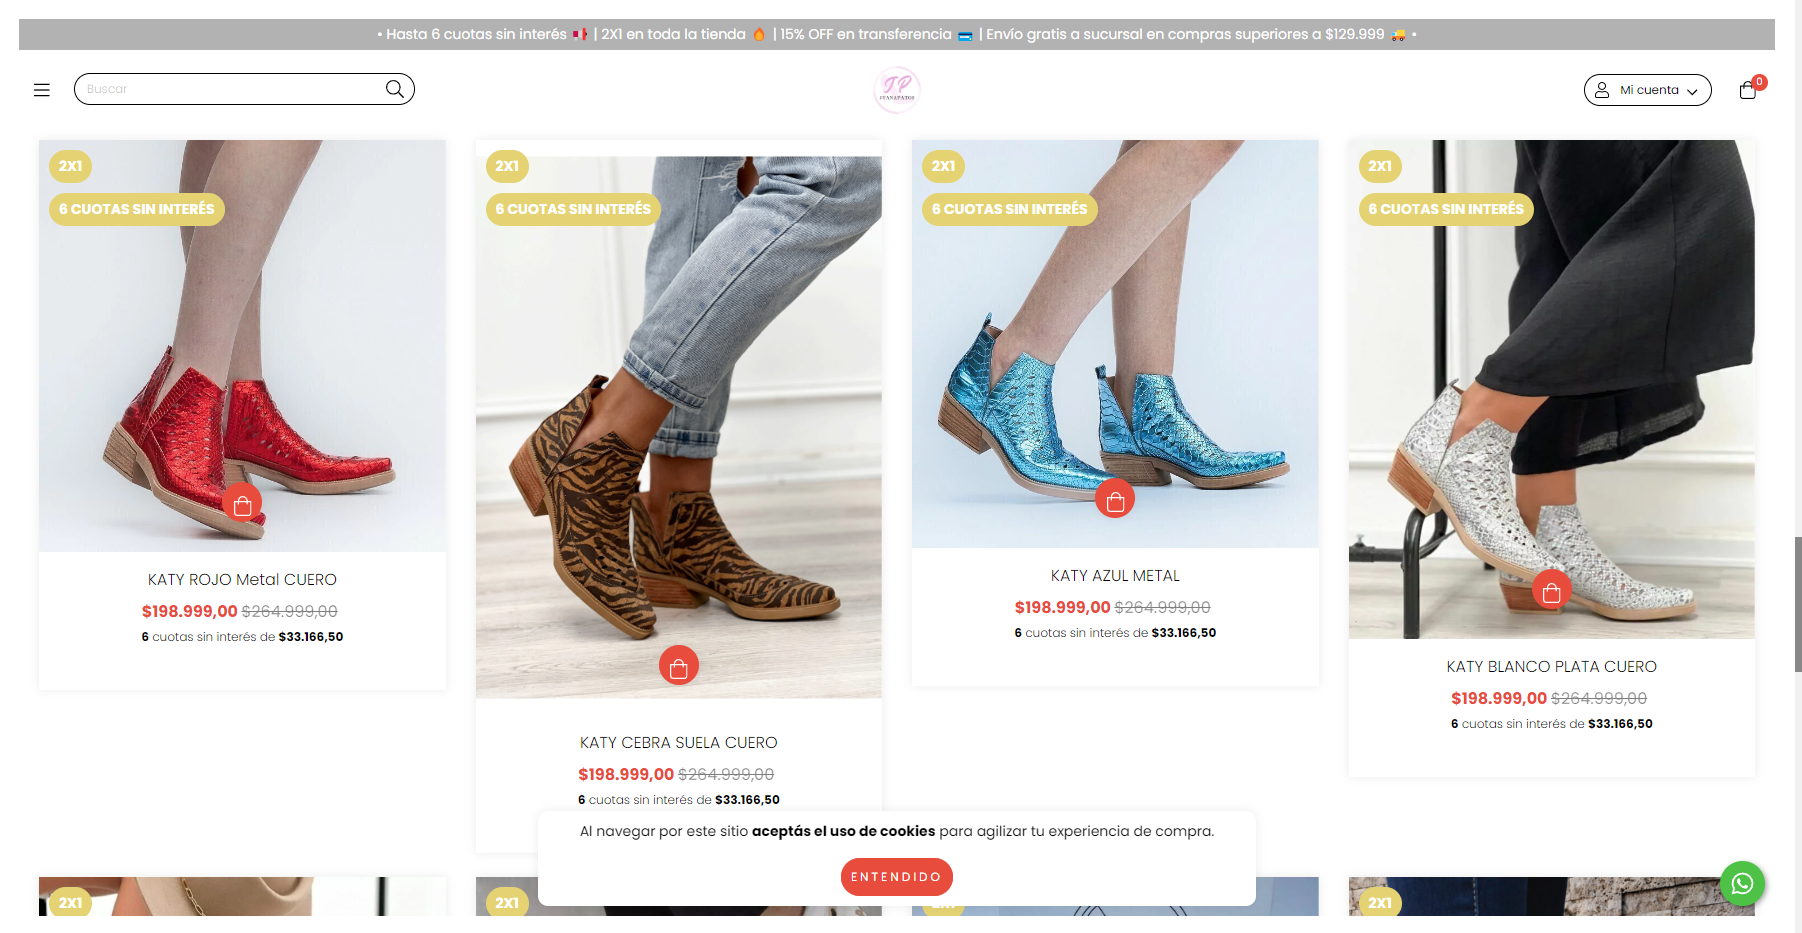 • Hasta 6 cuotas sin interés | 2X1 en toda la tienda 🔥 | 15% OFF en transferencia 💳 | Envío gratis a sucursal en compras superiores a $129.999 🚚 •
Buscar
JP
JUANAPATOS
Mi cuenta
0
2X1
6 CUOTAS SIN INTERÉS
KATY ROJO Metal CUERO
$198.999,00 $264.999,00
6 cuotas sin interés de $33.166,50
2X1
6 CUOTAS SIN INTERÉS
KATY CEBRA SUELA CUERO
$198.999,00 $264.999,00
6 cuotas sin interés de $33.166,50
2X1
6 CUOTAS SIN INTERÉS
KATY AZUL METAL
$198.999,00 $264.999,00
6 cuotas sin interés de $33.166,50
2X1
6 CUOTAS SIN INTERÉS
KATY BLANCO PLATA CUERO
$198.999,00 $264.999,00
6 cuotas sin interés de $33.166,50
Al navegar por este sitio aceptás el uso de cookies para agilizar tu experiencia de compra.
ENTENDIDO
2X1
2X1
2X1
2X1